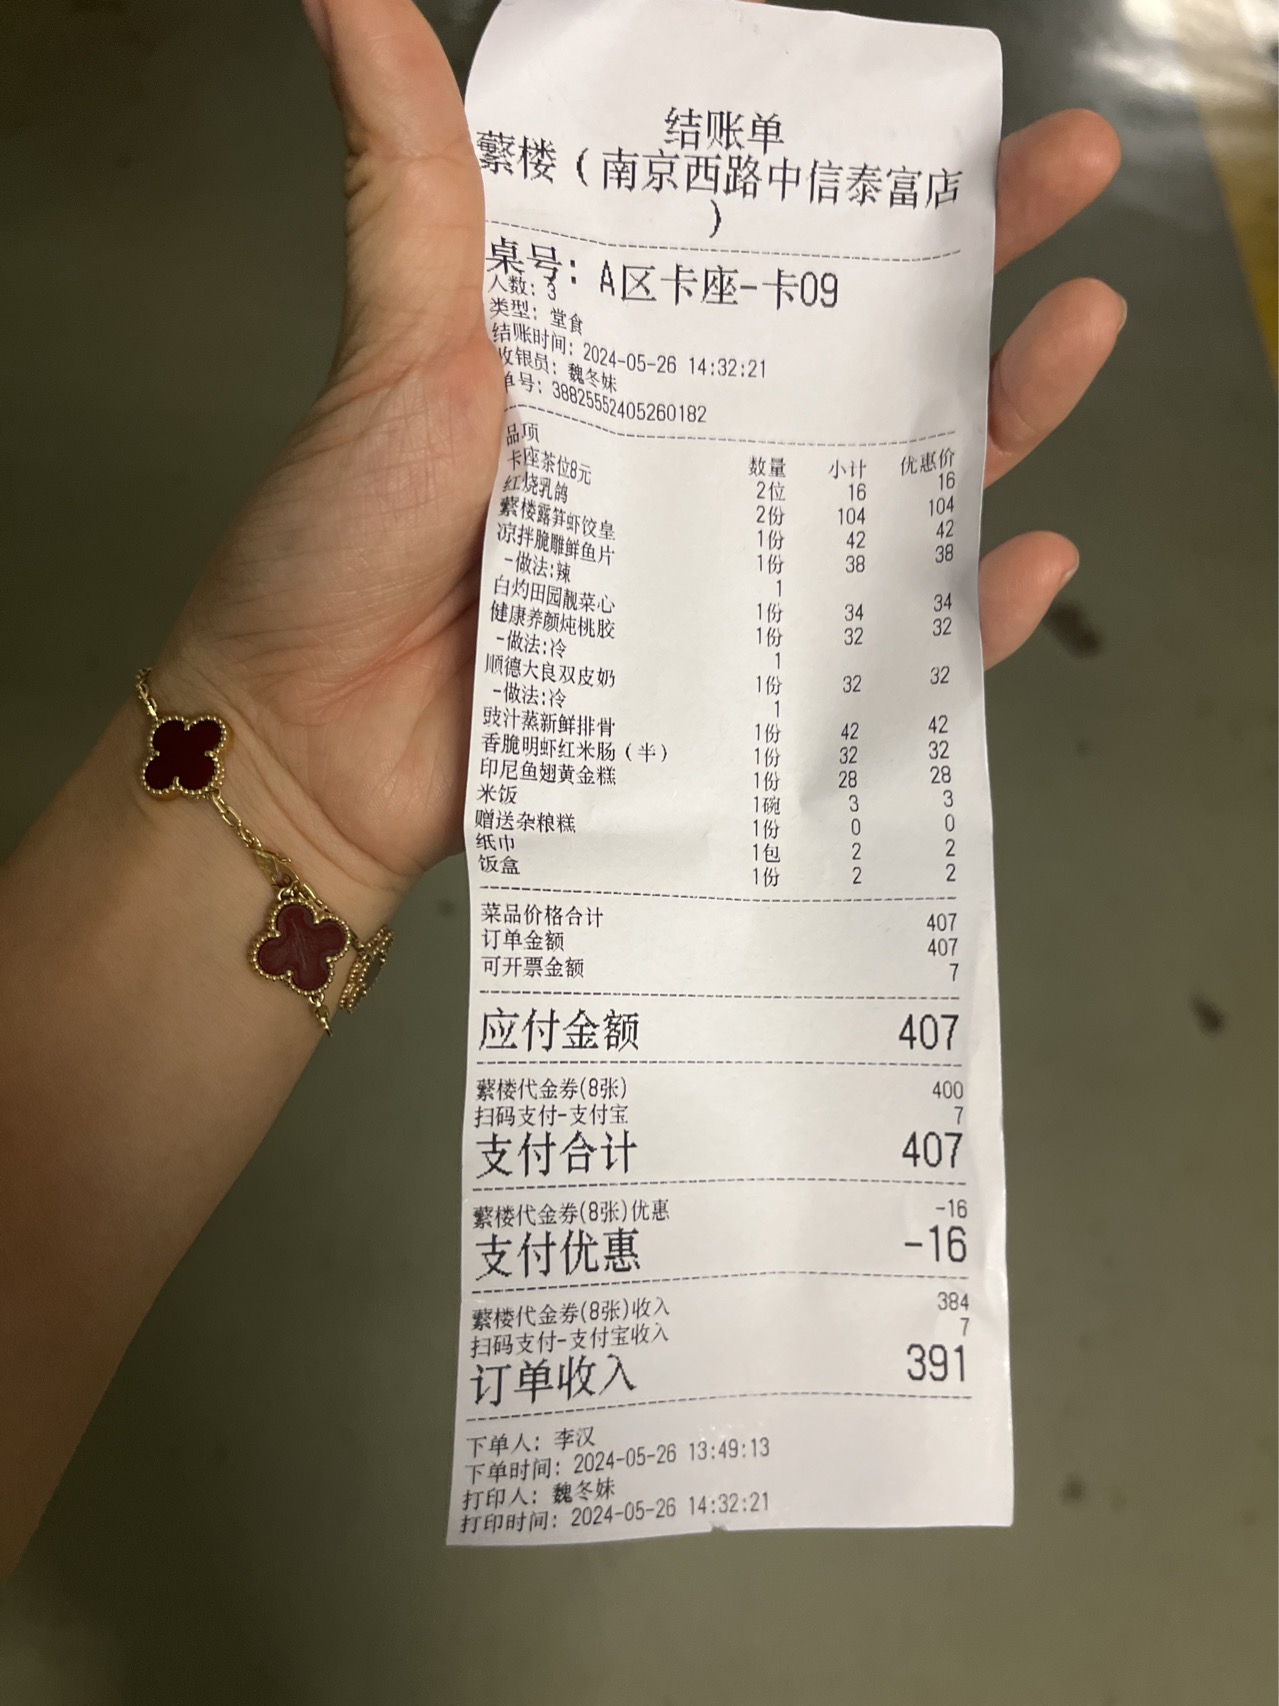 结账单
蘩楼（南京西路中信泰富店
）
桌号：A区卡座-卡09
人数：3
类型：堂食
结账时间：2024-05-26 14:32:21
收银员：魏冬妹
单号：38825552405260182
品项 数量 小计 优惠价
卡座茶位8元 2位 16 16
红烧乳鸽 2份 104 104
蘩楼露笋虾饺皇 1份 42 42
凉拌脆雕鲜鱼片 1份 38 38
-做法:辣 1
白灼田园靓菜心 1份 34 34
健康养颜炖桃胶 1份 32 32
-做法:冷 1
顺德大良双皮奶 1份 32 32
-做法:冷 1
豉汁蒸新鲜排骨 1份 42 42
香脆明虾红米肠（半） 1份 32 32
印尼鱼翅黄金糕 1份 28 28
米饭 1碗 3 3
赠送杂粮糕 1份 0 0
纸巾 1包 2 2
饭盒 1份 2 2
菜品价格合计 407
订单金额 407
可开票金额 7
应付金额 407
蘩楼代金券(8张) 400
扫码支付-支付宝 7
支付合计 407
蘩楼代金券(8张)优惠 -16
支付优惠 -16
蘩楼代金券(8张)收入 384
扫码支付-支付宝收入 7
订单收入 391
下单人：李汉
下单时间：2024-05-26 13:49:13
打印人：魏冬妹
打印时间：2024-05-26 14:32:21